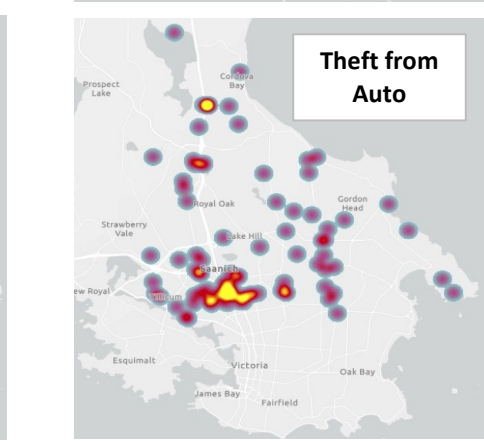 Theft from
Auto
Prospect
Lake
Cordova
Bay
Royal Oak
Gordon
Head
Strawberry
Vale
Lake Hill
Saanich
ew Royal
Tillicum
Esquimalt
Victoria
Oak Bay
James Bay
Fairfield